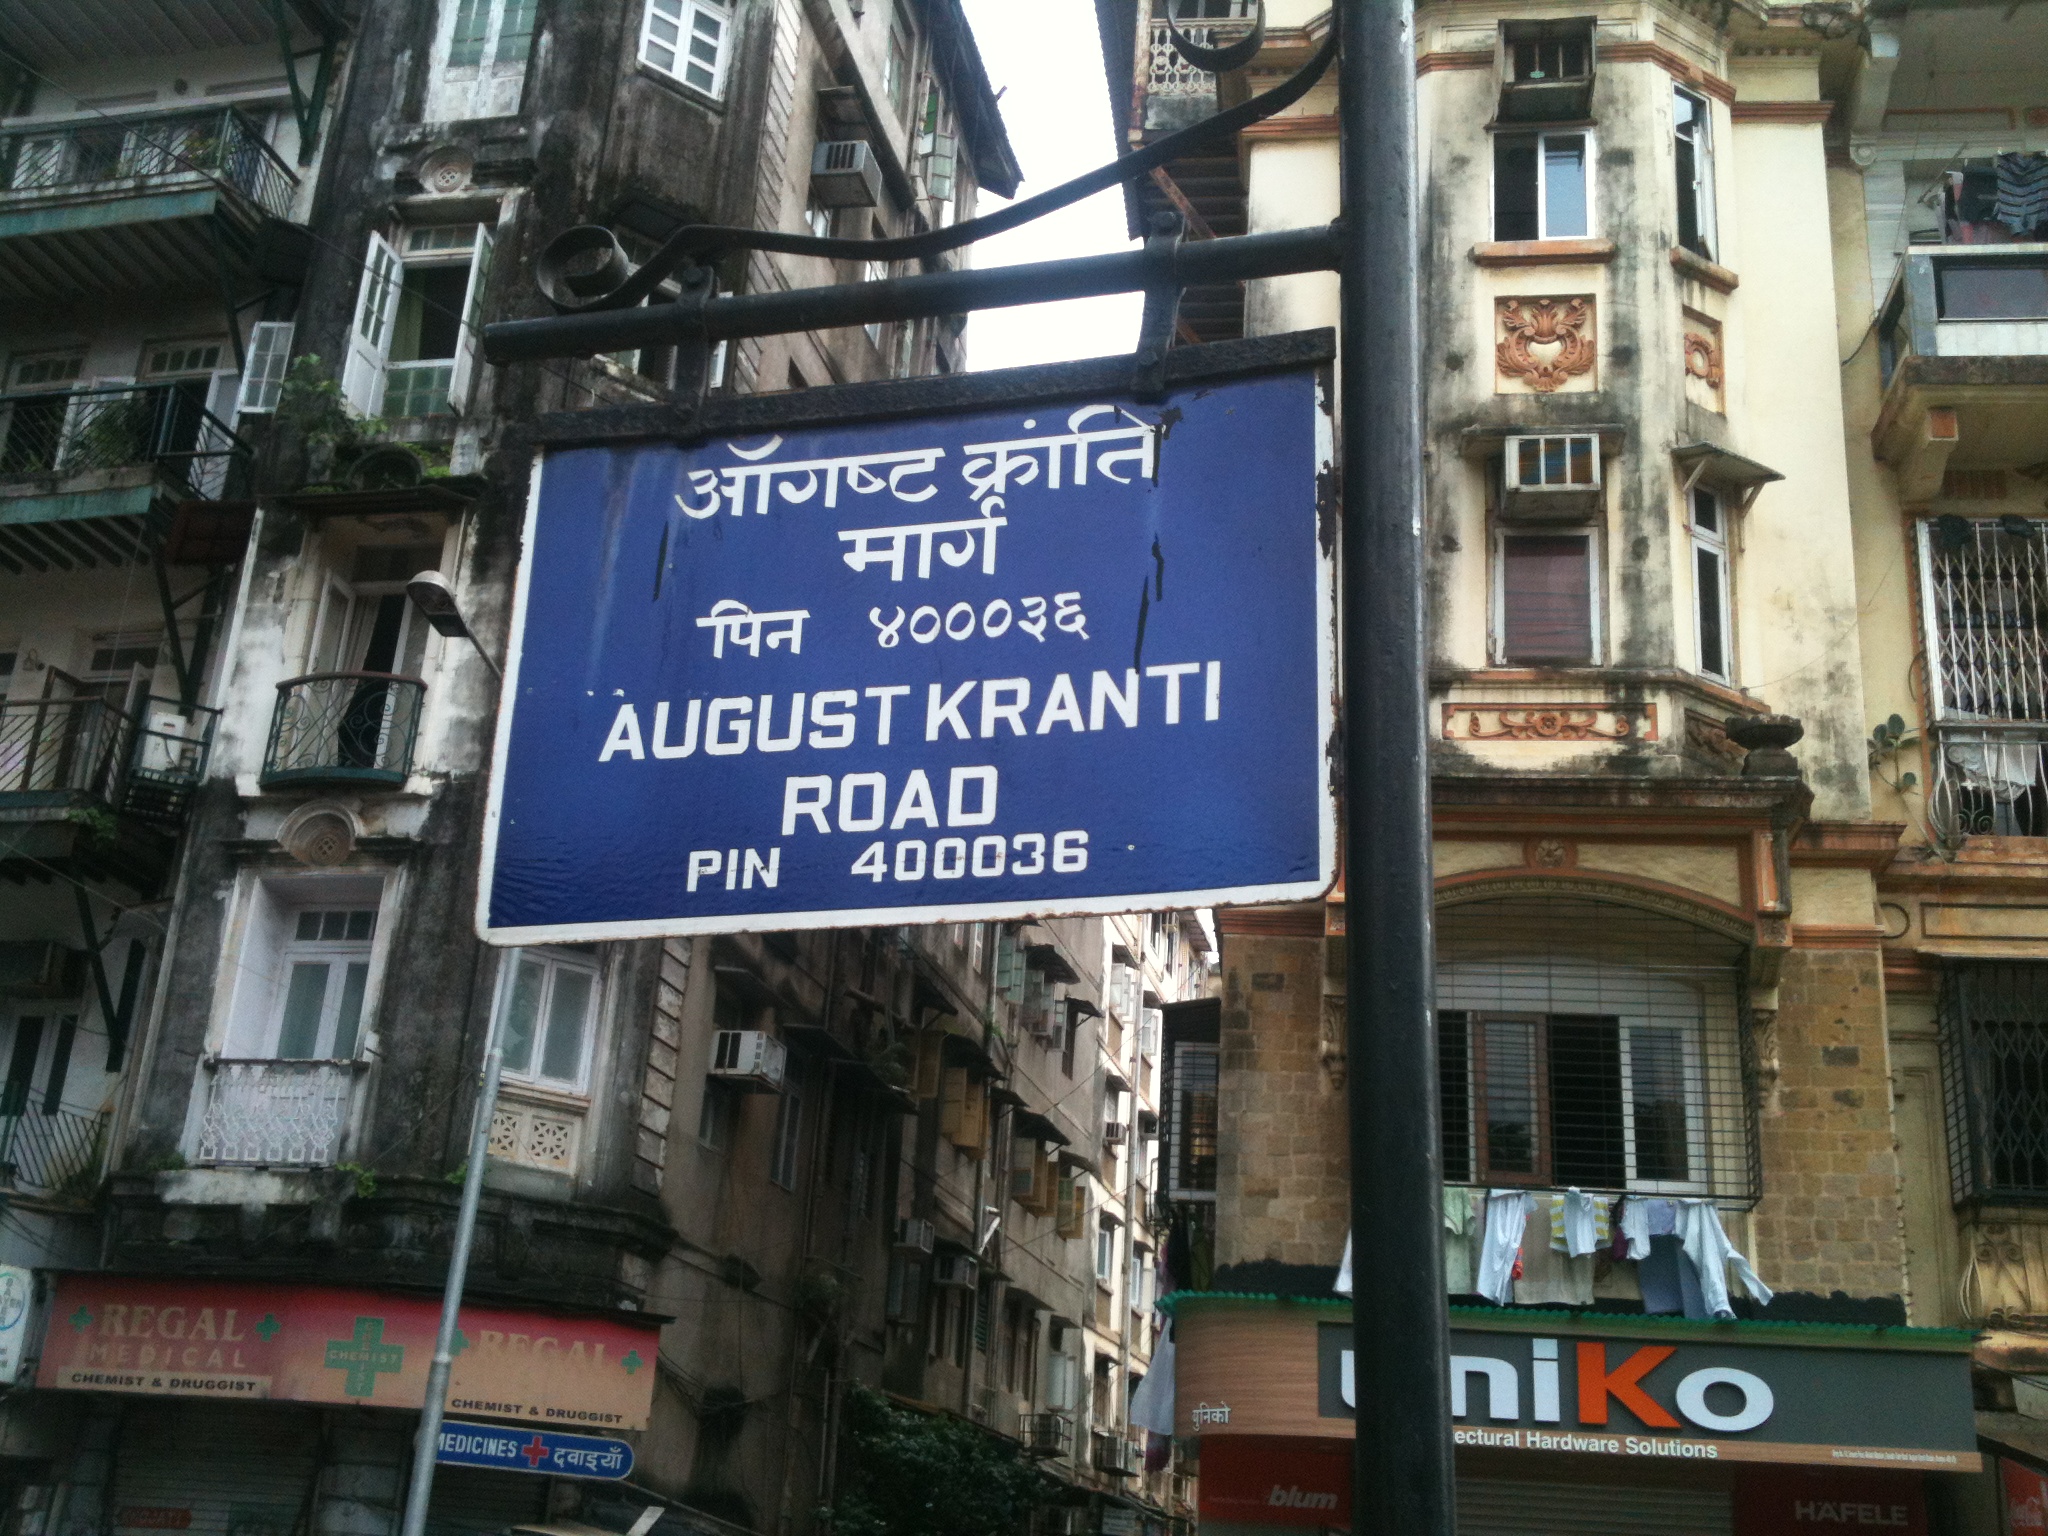 ऑगष्ट क्रांति
मार्ग
पिन ४०००३६
AUGUST KRANTI
ROAD
PIN 400036
REGAL
MEDICAL
CHEMIST & DRUGGIST
CHEMIST
REGAL
CHEMIST & DRUGGIST
MEDICINES + दवाइयाँ
uniKo
युनिको
ectural Hardware Solutions
blum
HÄFELE